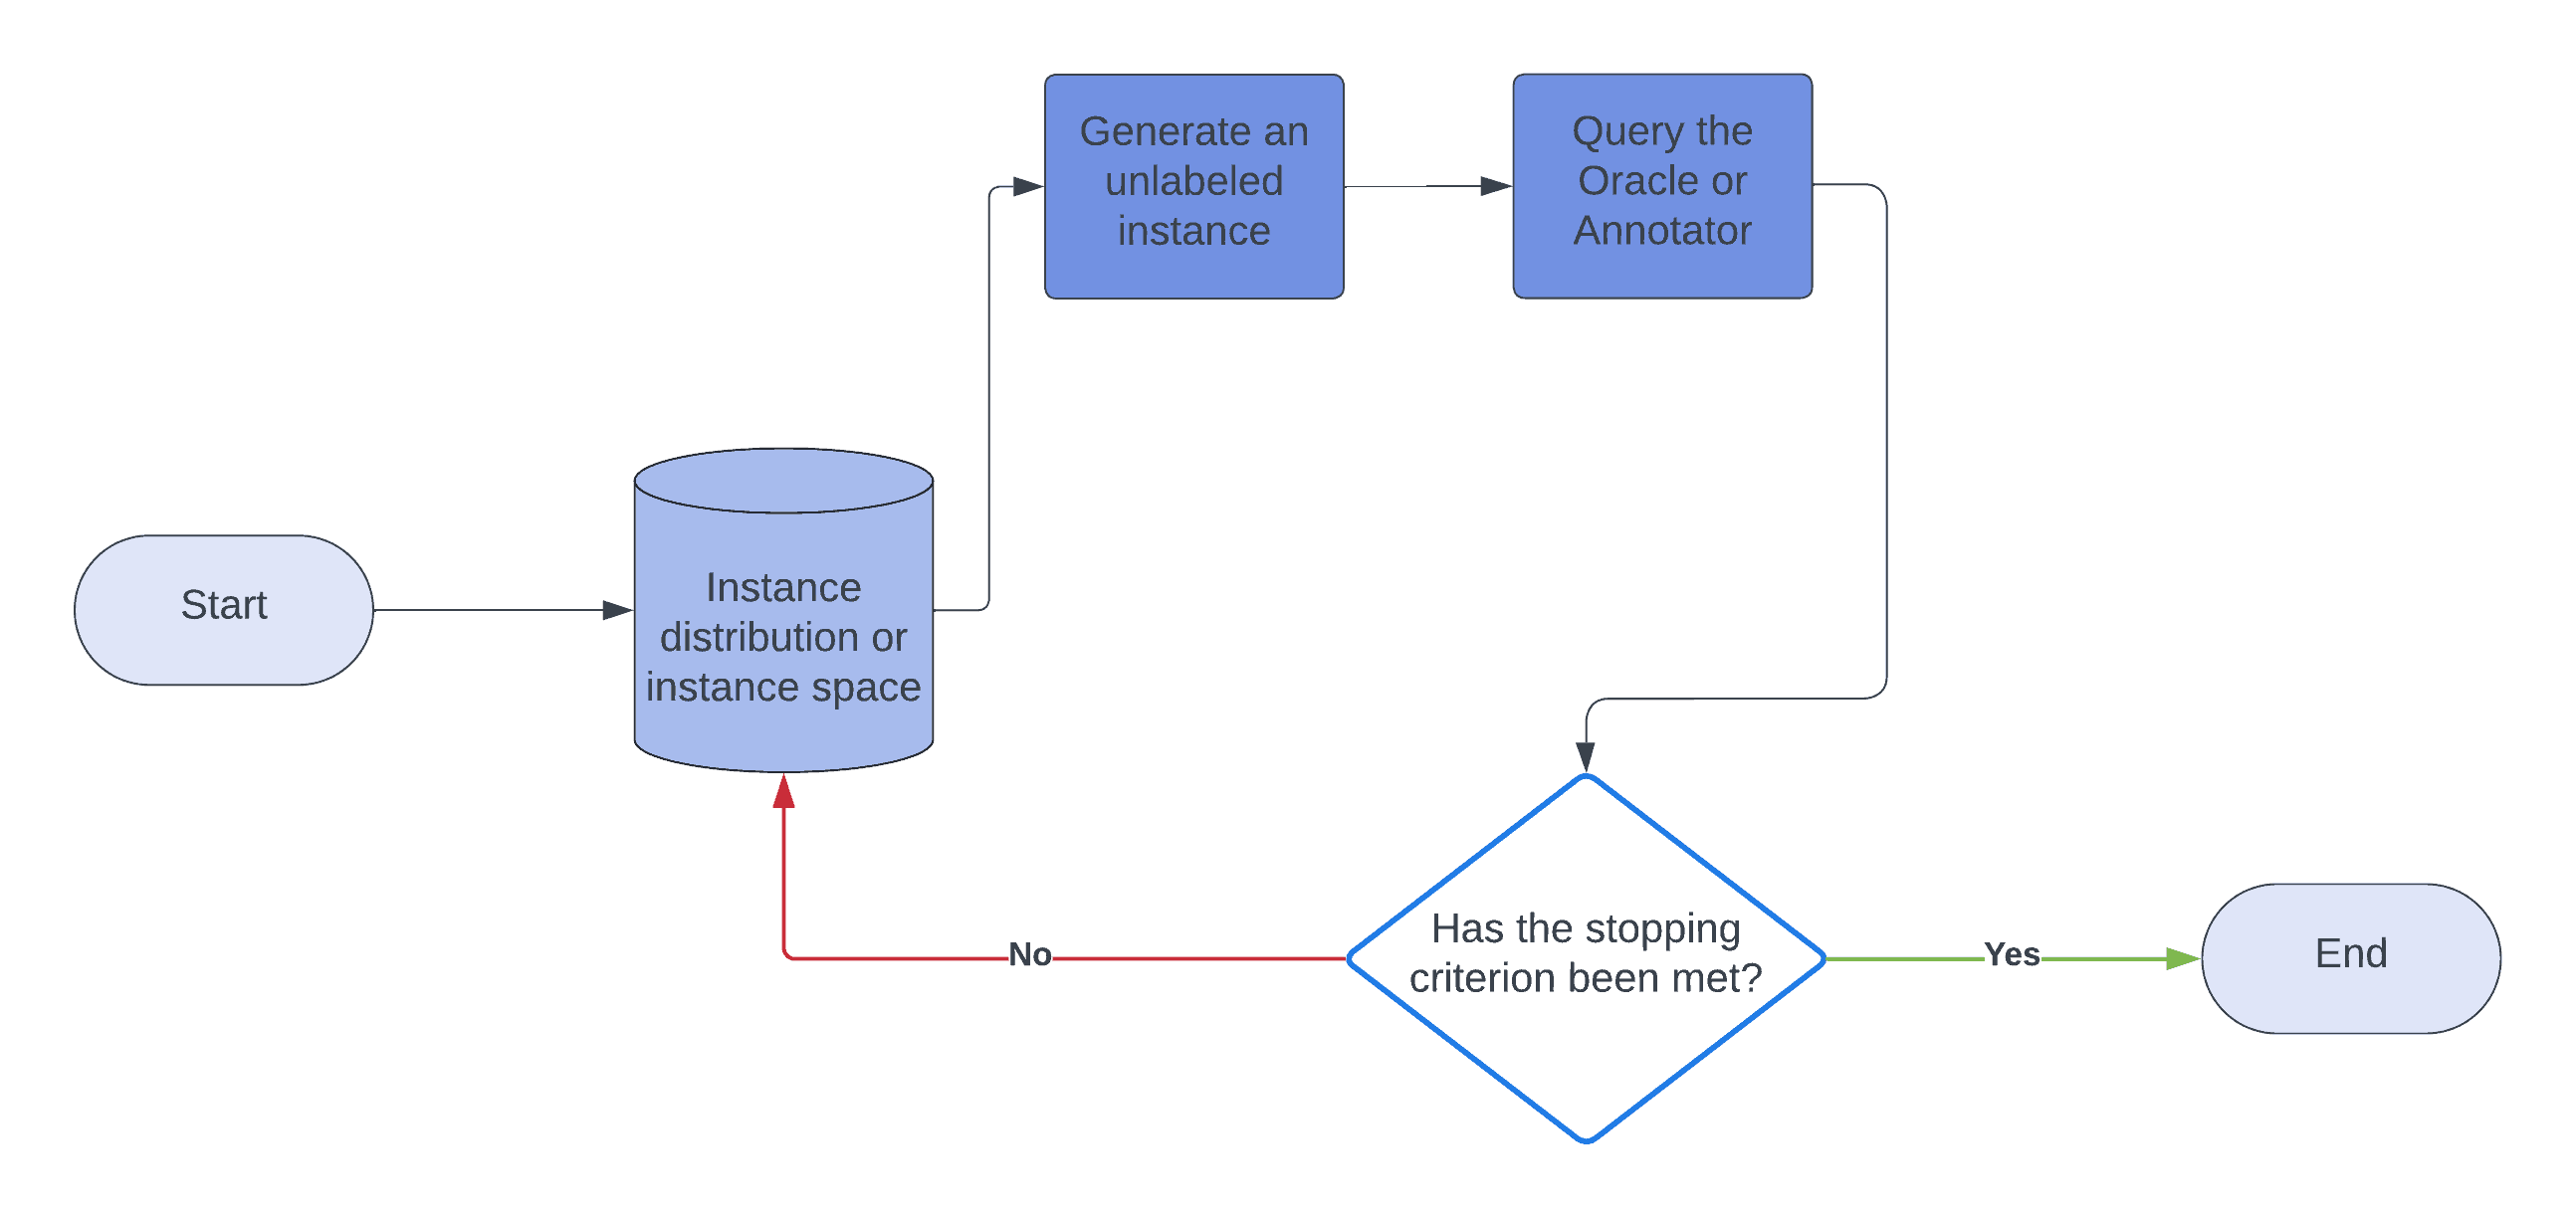 Start
Instance
distribution or
instance space
Generate an
unlabeled
instance
Query the
Oracle or
Annotator
Has the stopping
criterion been met?
No
Yes
End